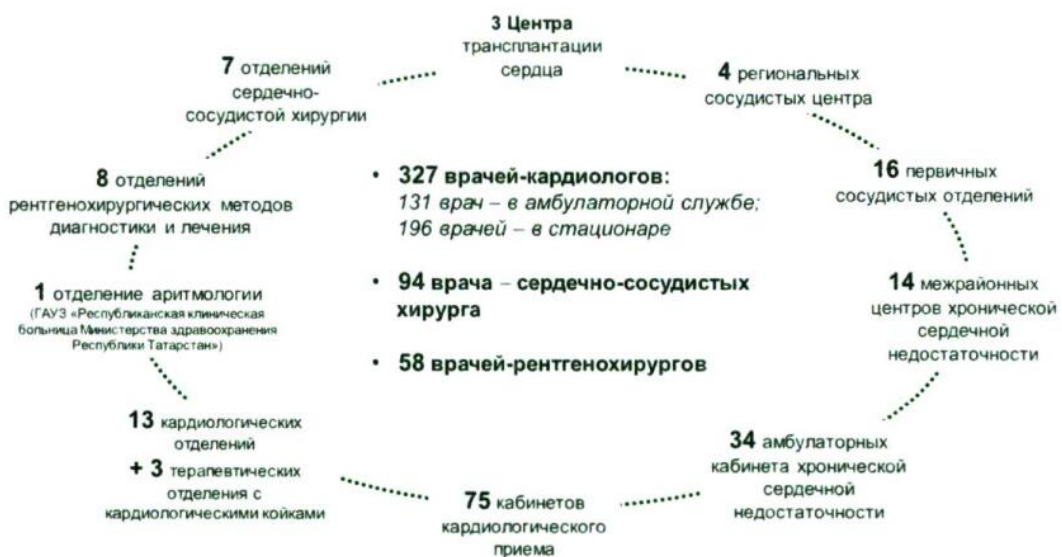 3 Центра
трансплантации
сердца
4 региональных
сосудистых центра
16 первичных
сосудистых отделений
14 межрайонных
центров хронической
сердечной
недостаточности
34 амбулаторных
кабинета хронической
сердечной
недостаточности
75 кабинетов
кардиологического
приема
13 кардиологических
отделений
+ 3 терапевтических
отделения с
кардиологическими койками
1 отделение аритмологии
(ГАУЗ «Республиканская клиническая
больница Министерства здравоохранения
Республики Татарстан»)
8 отделений
рентгенохирургических методов
диагностики и лечения
7 отделений
сердечно-
сосудистой хирургии
• 327 врачей-кардиологов:
131 врач – в амбулаторной службе;
196 врачей – в стационаре
• 94 врача – сердечно-сосудистых
хирурга
• 58 врачей-рентгенохирургов